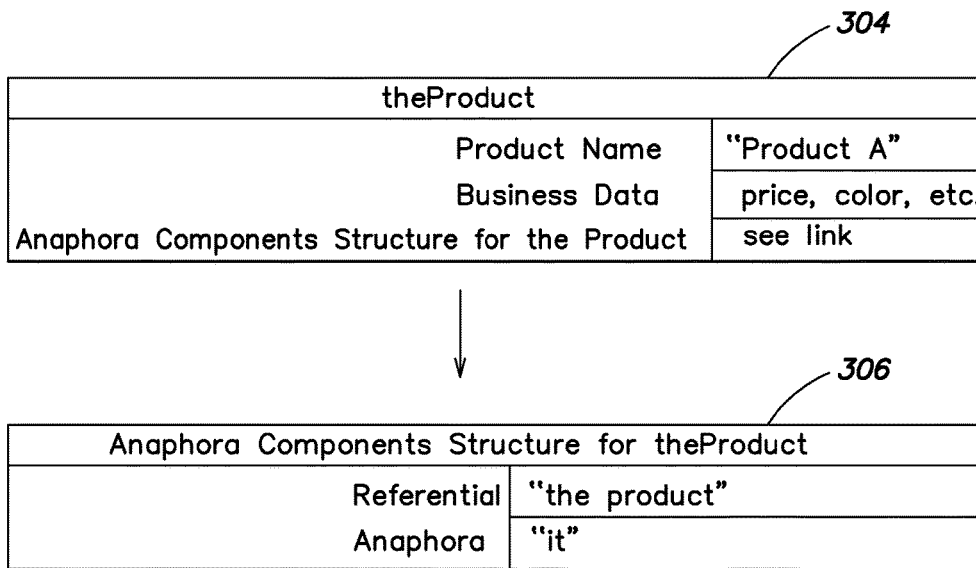 304
theProduct
Product Name “Product A”
Business Data price, color, etc.
Anaphora Components Structure for the Product see link
306
Anaphora Components Structure for theProduct
Referential “the product”
Anaphora “it”